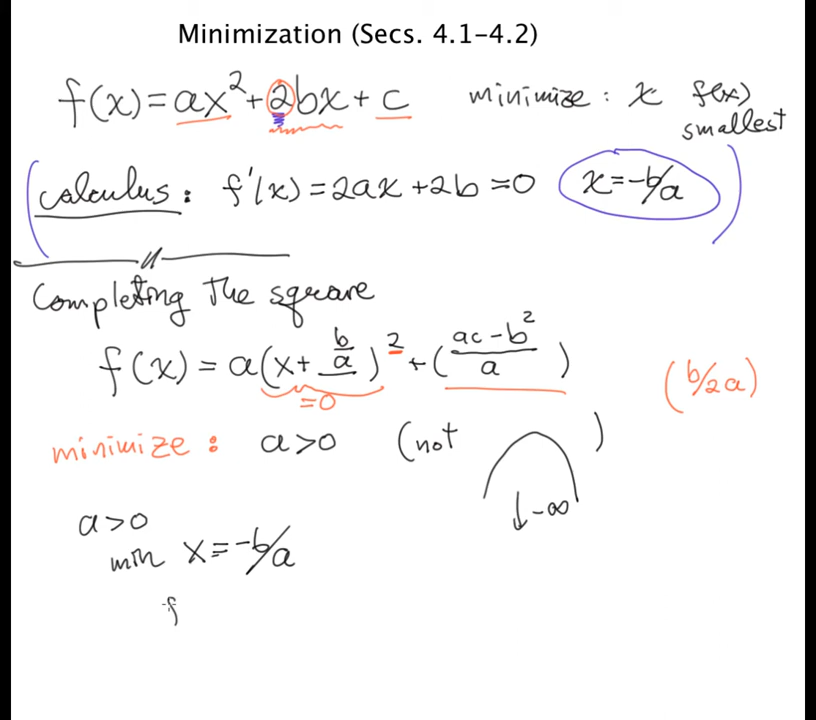 Minimization (Secs. 4.1-4.2)
f(x) = ax² + 2bx + c minimize : x f(x)
smallest
(calculus : f'(x) = 2ax + 2b = 0 x = -b/a)
Completing the square
f(x) = a(x + b/a)² + ((ac - b²)/a)
= 0
(b/2a)
minimize : a > 0 (not )
↓ -∞
a > 0
min x = -b/a
f